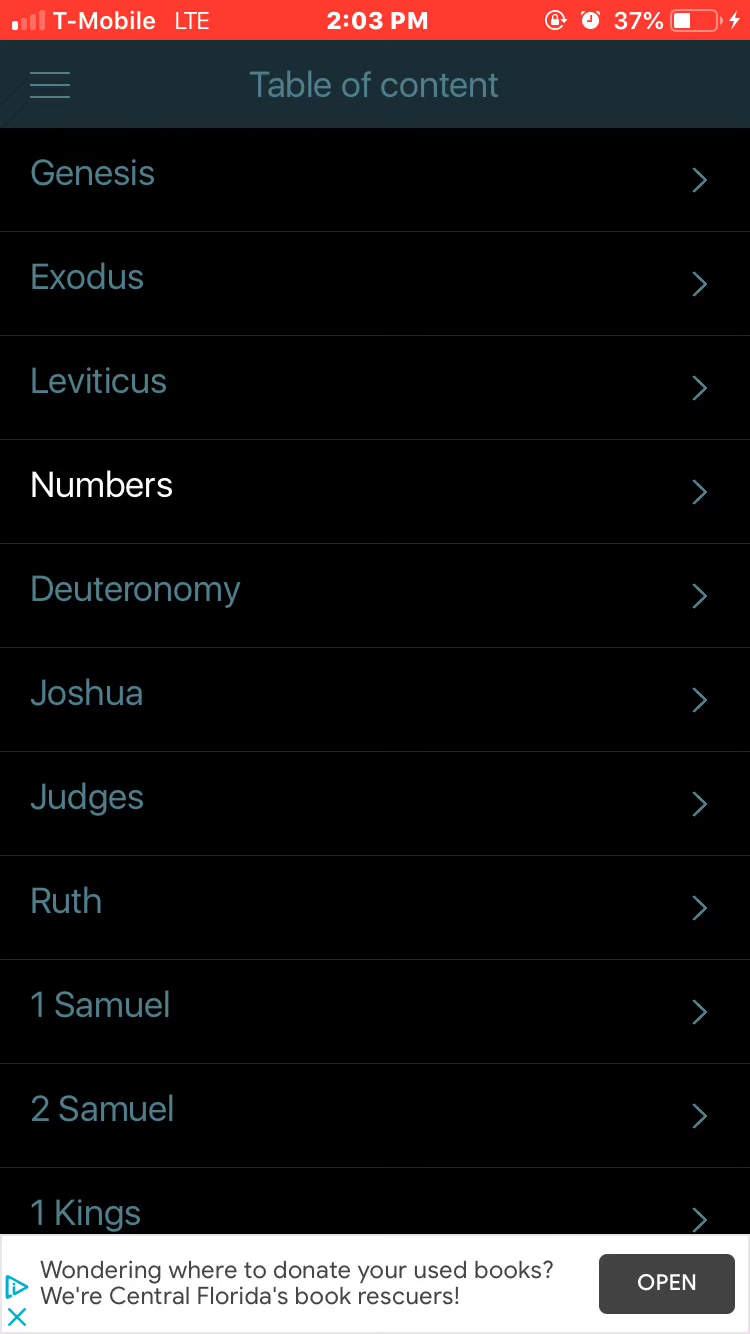 T-Mobile LTE 2:03 PM 37%
Table of content
Genesis
Exodus
Leviticus
Numbers
Deuteronomy
Joshua
Judges
Ruth
1 Samuel
2 Samuel
1 Kings
Wondering where to donate your used books?
We're Central Florida's book rescuers!
OPEN